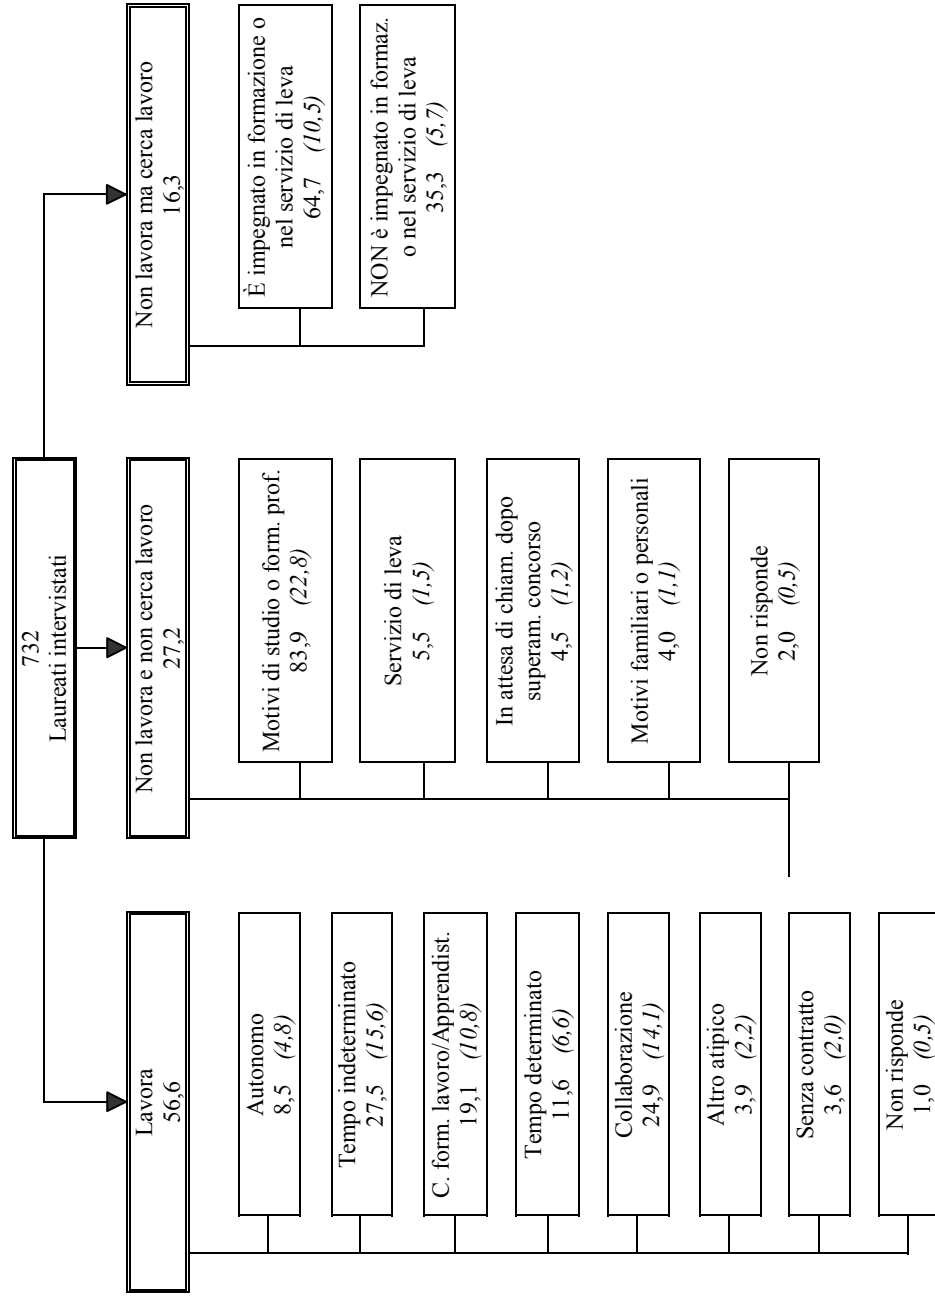 732
Laureati intervistati
Lavora
56,6
Autonomo
8,5 (4,8)
Tempo indeterminato
27,5 (15,6)
C. form. lavoro/Apprendist.
19,1 (10,8)
Tempo determinato
11,6 (6,6)
Collaborazione
24,9 (14,1)
Altro atipico
3,9 (2,2)
Senza contratto
3,6 (2,0)
Non risponde
1,0 (0,5)
Non lavora e non cerca lavoro
27,2
Motivi di studio o form. prof.
83,9 (22,8)
Servizio di leva
5,5 (1,5)
In attesa di chiam. dopo
superam. concorso
4,5 (1,2)
Motivi familiari o personali
4,0 (1,1)
Non risponde
2,0 (0,5)
Non lavora ma cerca lavoro
16,3
È impegnato in formazione o
nel servizio di leva
64,7 (10,5)
NON è impegnato in formaz.
o nel servizio di leva
35,3 (5,7)